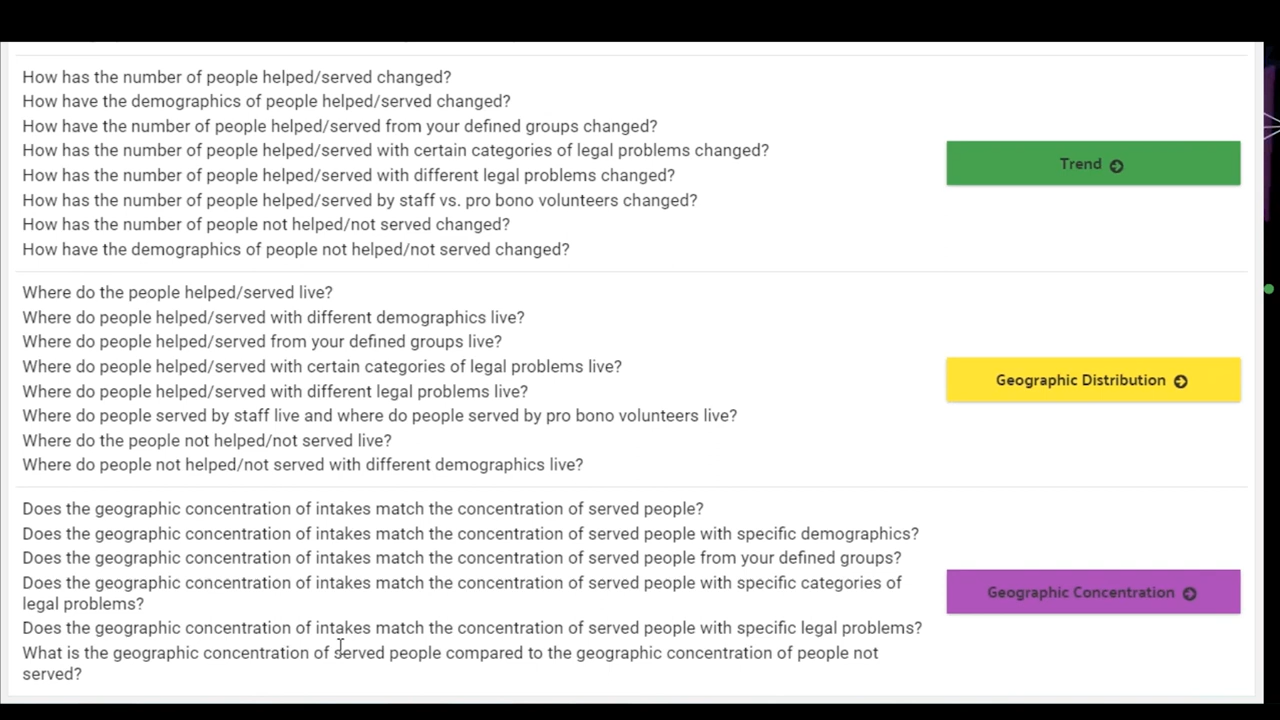 How has the number of people helped/served changed?
How have the demographics of people helped/served changed?
How have the number of people helped/served from your defined groups changed?
How has the number of people helped/served with certain categories of legal problems changed?
How has the number of people helped/served with different legal problems changed?
How has the number of people helped/served by staff vs. pro bono volunteers changed?
How has the number of people not helped/not served changed?
How have the demographics of people not helped/not served changed?
Trend
Where do the people helped/served live?
Where do people helped/served with different demographics live?
Where do people helped/served from your defined groups live?
Where do people helped/served with certain categories of legal problems live?
Where do people helped/served with different legal problems live?
Where do people served by staff live and where do people served by pro bono volunteers live?
Where do the people not helped/not served live?
Where do people not helped/not served with different demographics live?
Geographic Distribution
Does the geographic concentration of intakes match the concentration of served people?
Does the geographic concentration of intakes match the concentration of served people with specific demographics?
Does the geographic concentration of intakes match the concentration of served people from your defined groups?
Does the geographic concentration of intakes match the concentration of served people with specific categories of
legal problems?
Does the geographic concentration of intakes match the concentration of served people with specific legal problems?
What is the geographic concentration of served people compared to the geographic concentration of people not
served?
Geographic Concentration